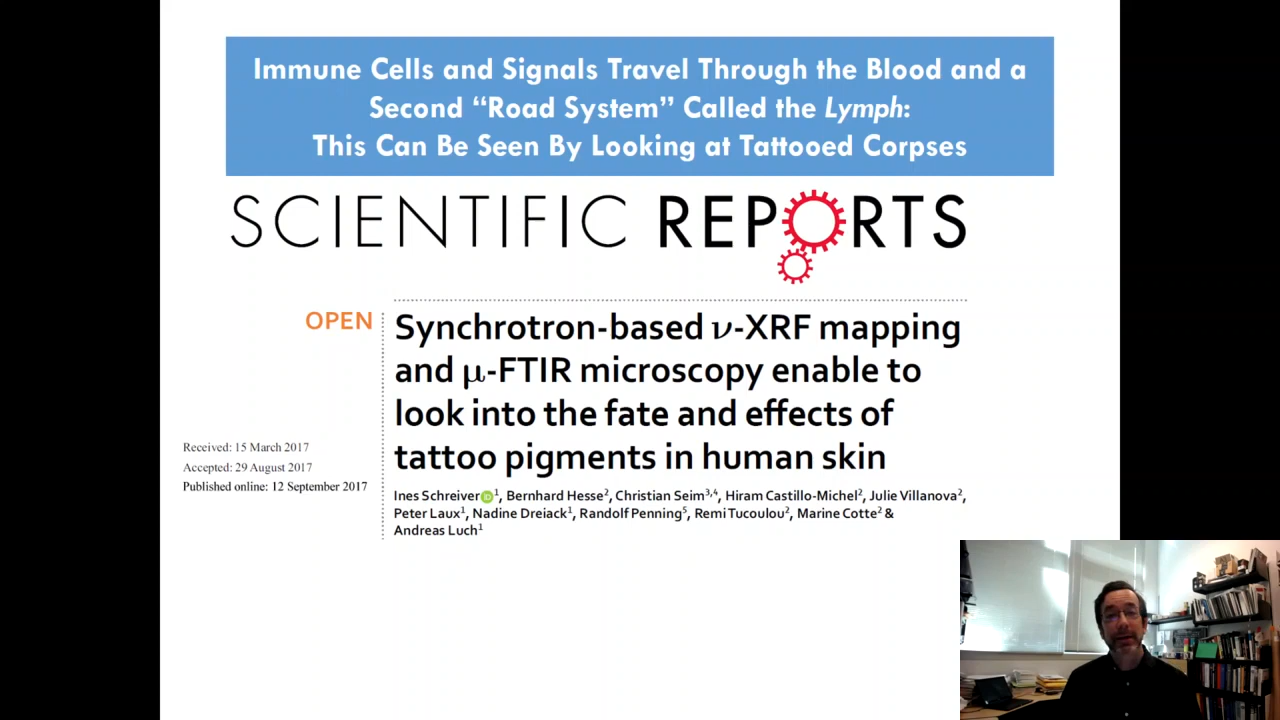 Immune Cells and Signals Travel Through the Blood and a
Second “Road System” Called the Lymph:
This Can Be Seen By Looking at Tattooed Corpses
SCIENTIFIC REPORTS
OPEN
Synchrotron-based ν-XRF mapping
and μ-FTIR microscopy enable to
look into the fate and effects of
tattoo pigments in human skin
Received: 15 March 2017
Accepted: 29 August 2017
Published online: 12 September 2017
Ines Schreiver iD¹, Bernhard Hesse², Christian Seim³,⁴, Hiram Castillo-Michel², Julie Villanova²,
Peter Laux¹, Nadine Dreiack¹, Randolf Penning⁵, Remi Tucoulou², Marine Cotte² &
Andreas Luch¹